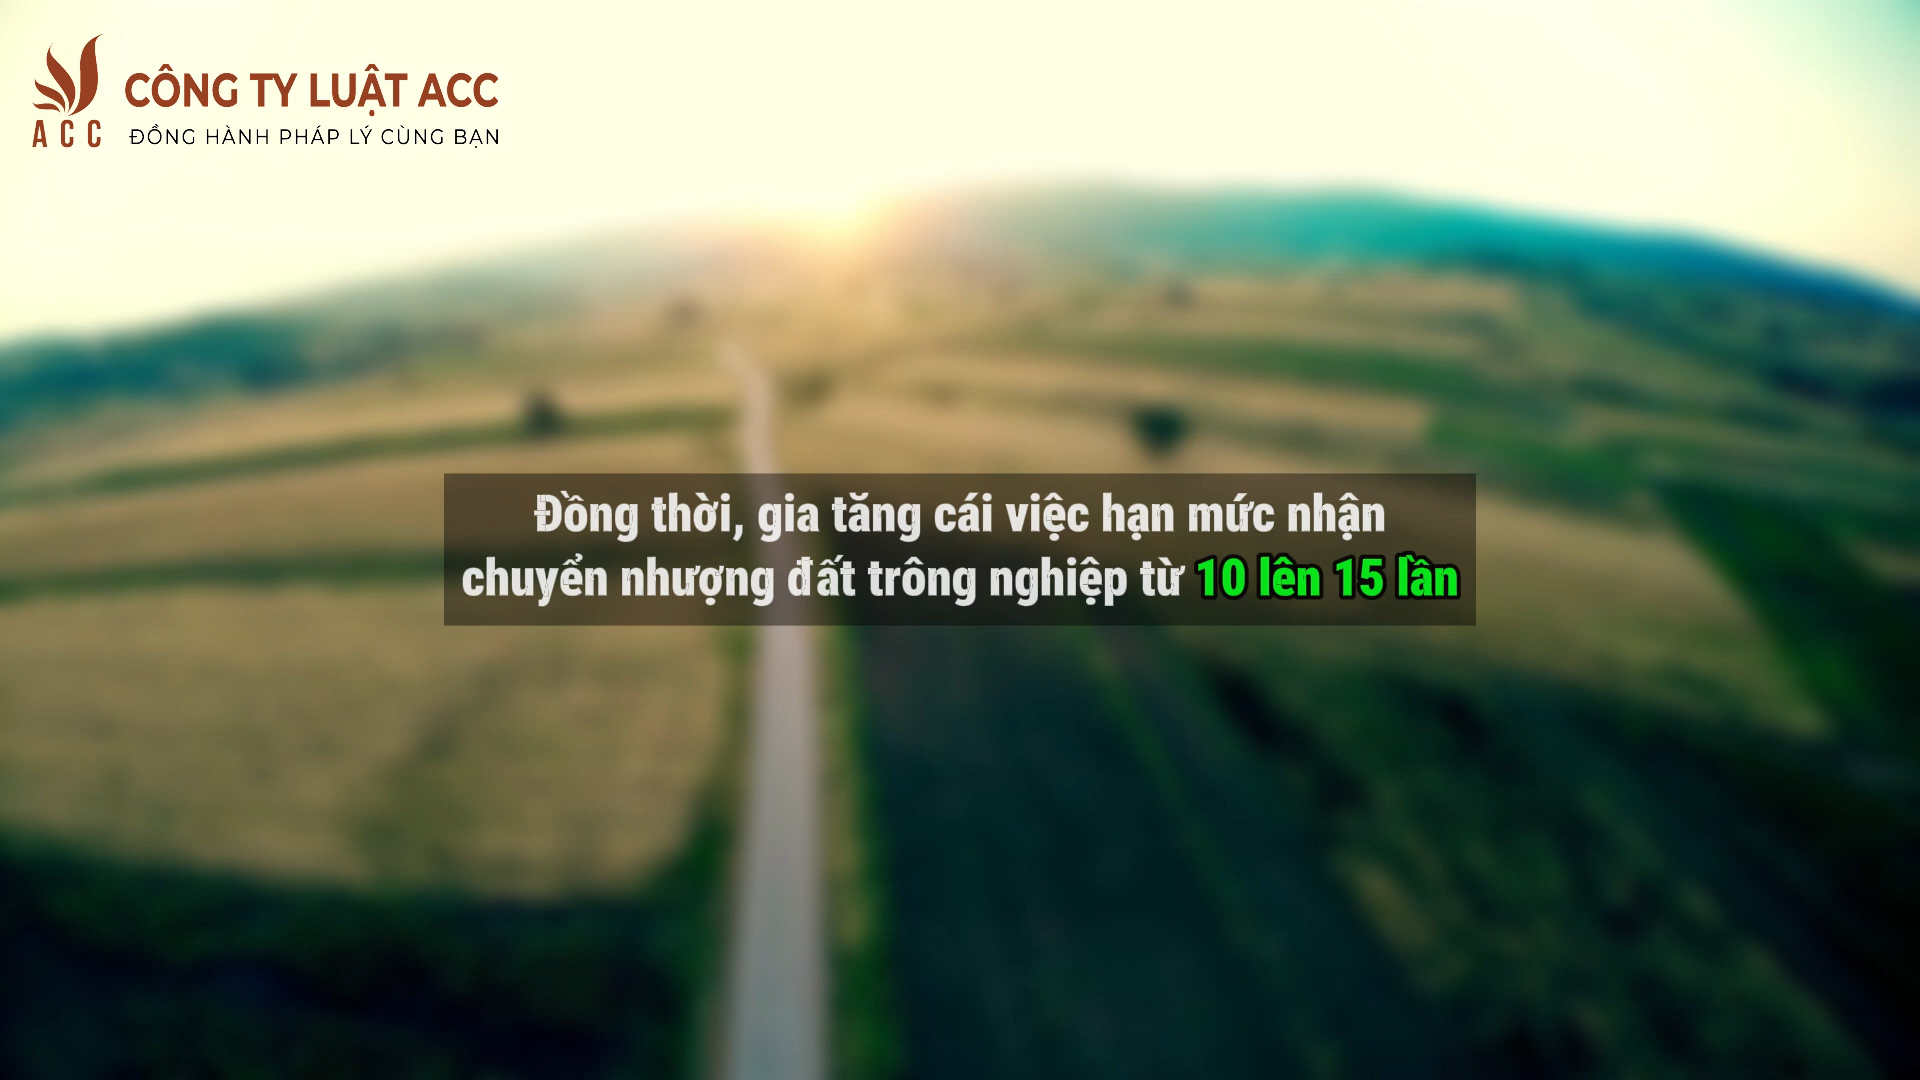 CÔNG TY LUẬT ACC
ACC
ĐỒNG HÀNH PHÁP LÝ CÙNG BẠN
Đồng thời, gia tăng cái việc hạn mức nhận
chuyển nhượng đất trông nghiệp từ 10 lên 15 lần